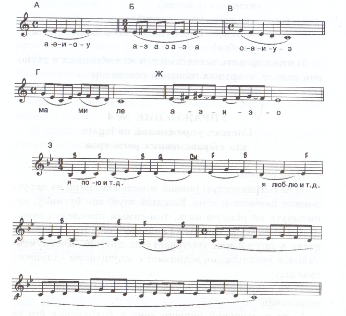 А Б В
а-э-и-о-у а-э а э а-э а о-а-и-у-э
Г Ж
ма ми ле а-э-и-э-о
З
я по-ю и т.д. я люб-лю и т.д.